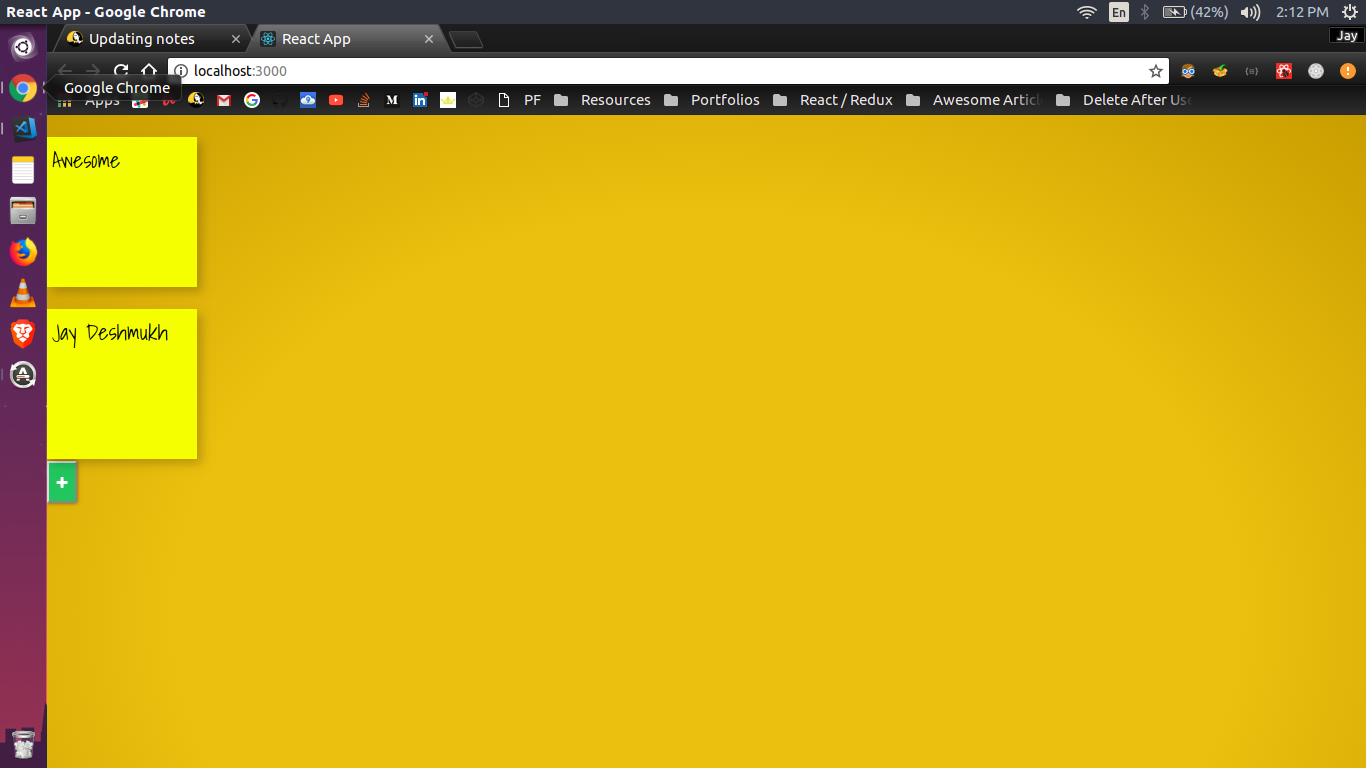 React App - Google Chrome
En
(42%)
2:12 PM
Updating notes
React App
Jay
localhost:3000
Google Chrome
Apps
PF
Resources
Portfolios
React / Redux
Awesome Articl
Delete After Use
Awesome
Jay Deshmukh
+